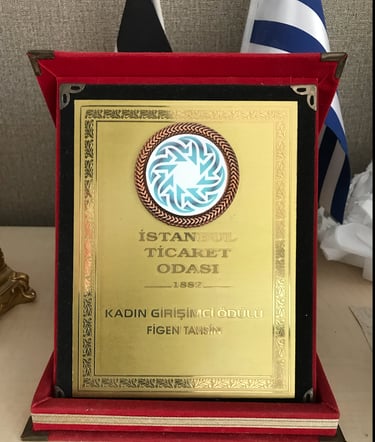 İSTANBUL
TİCARET
ODASI
1882
KADIN GİRİŞİMCİ ÖDÜLÜ
FİGEN TAHSİN